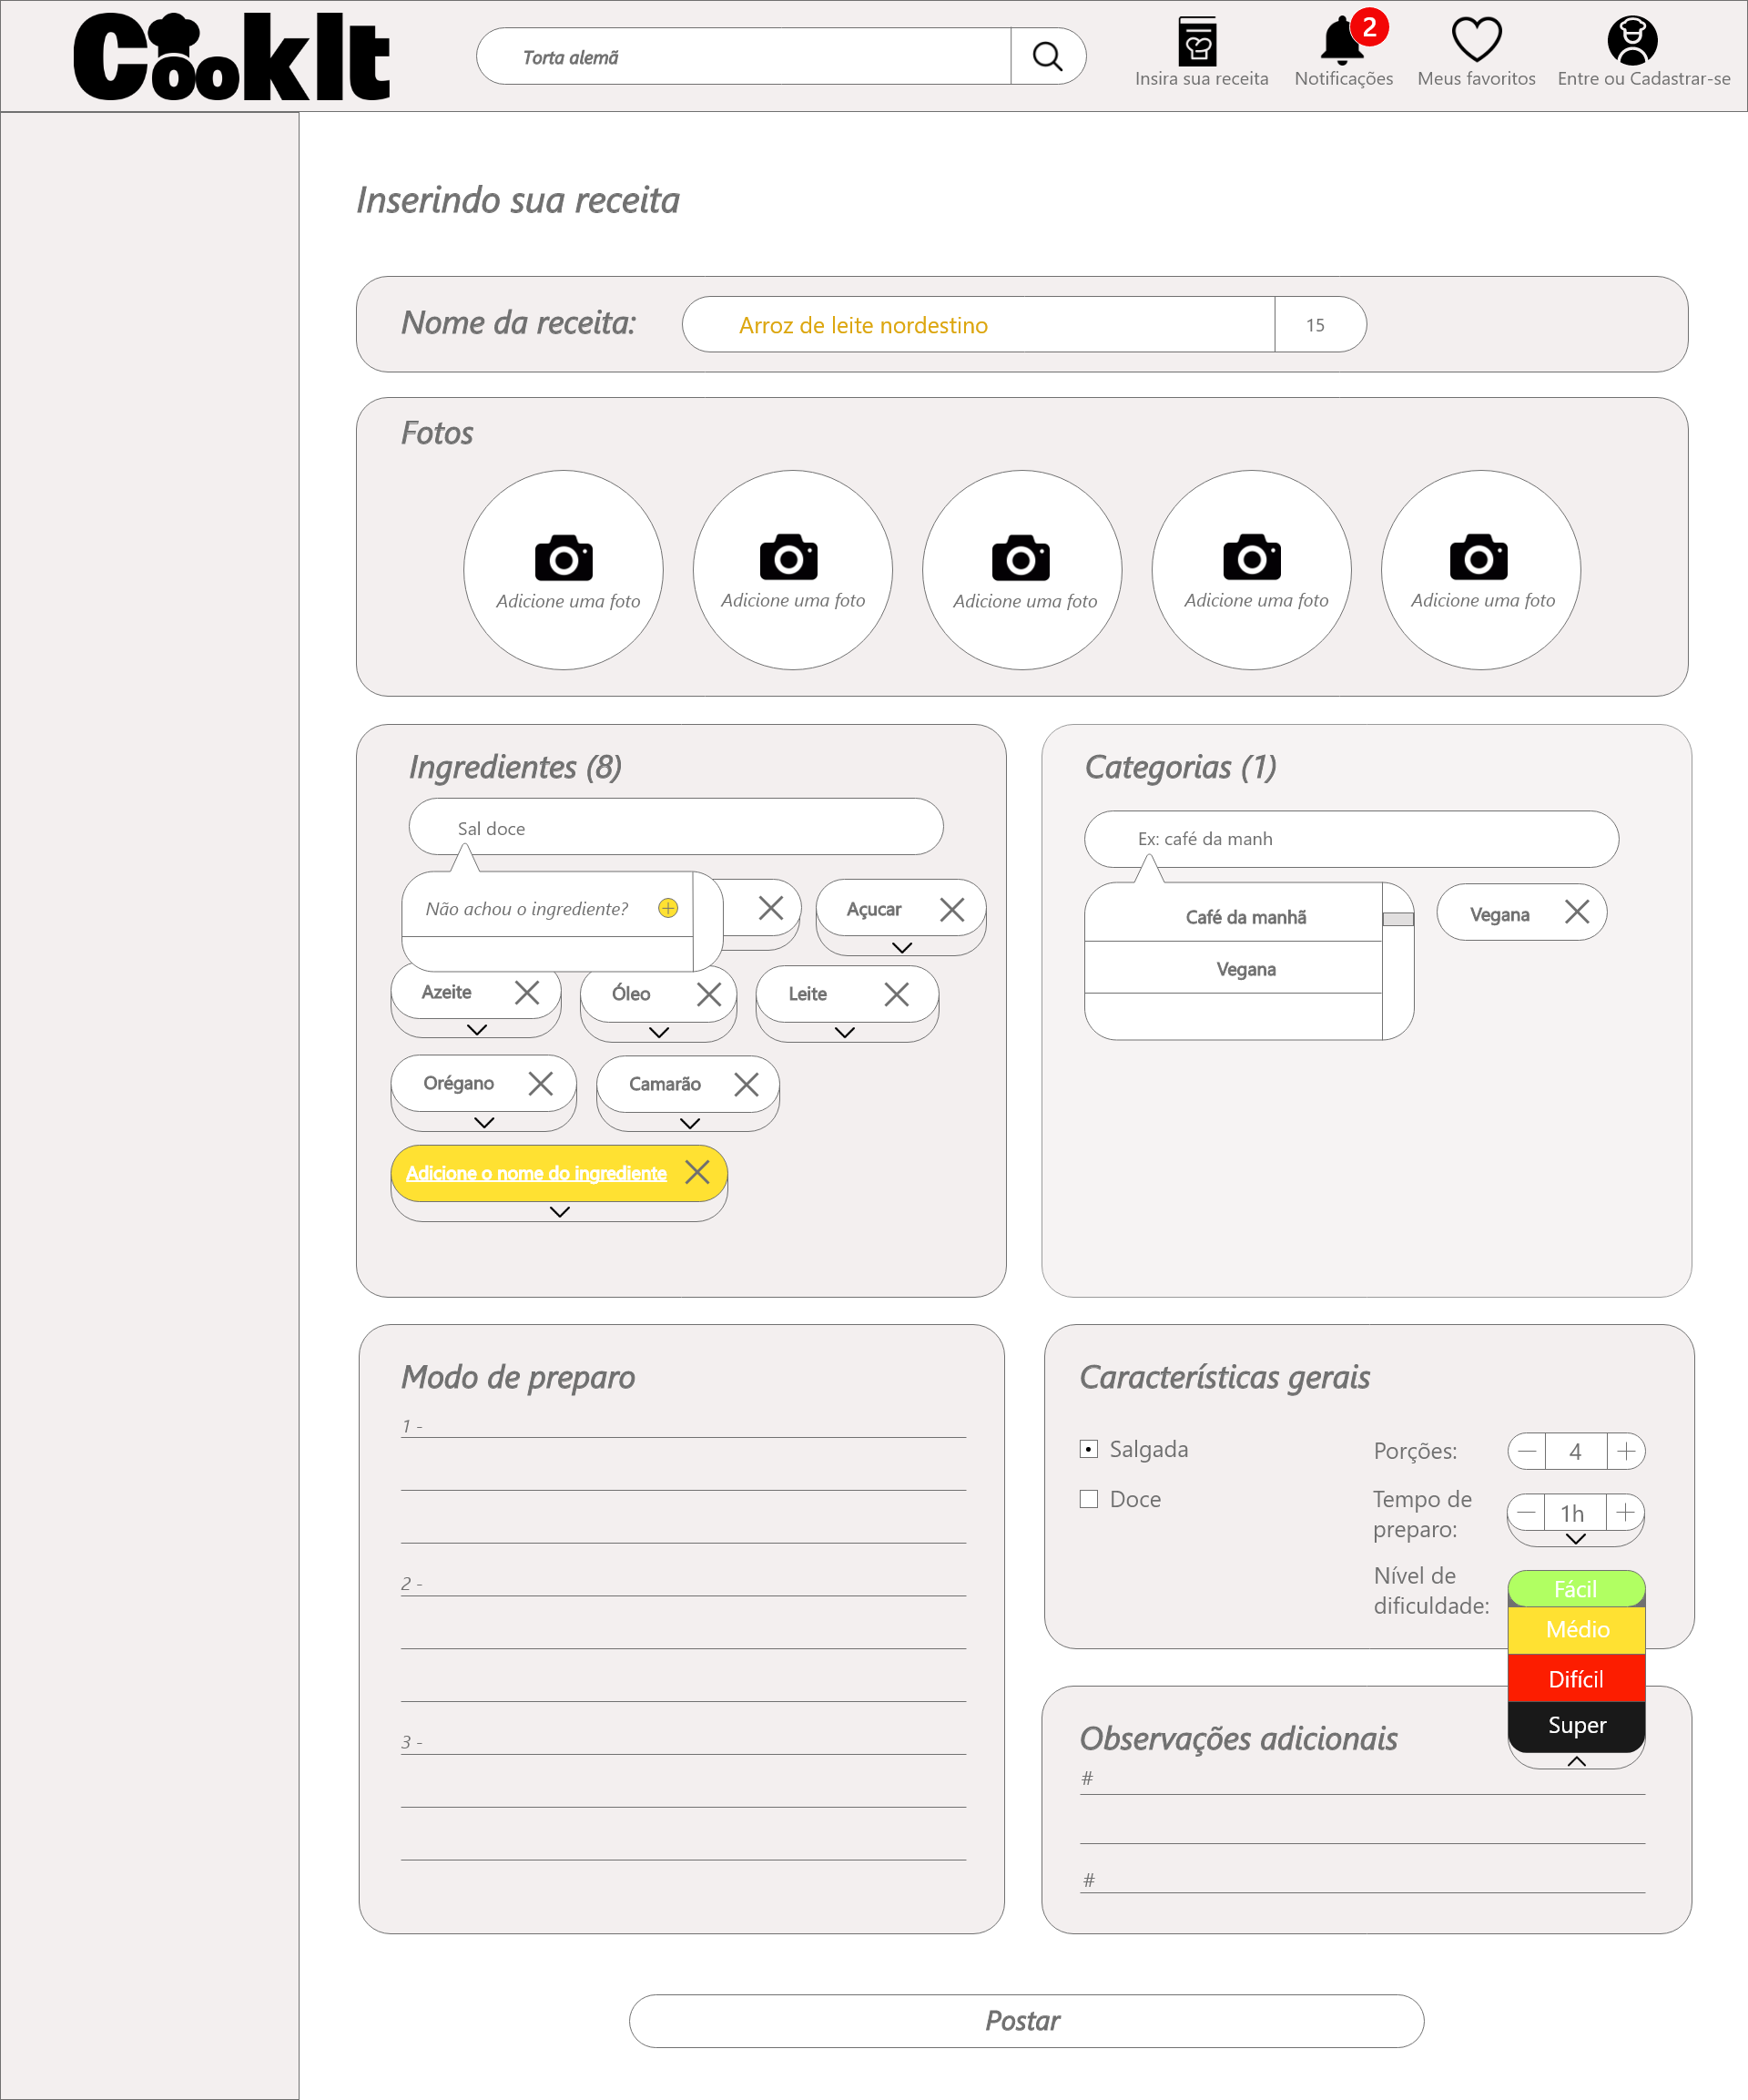 CookIt
Torta alemã
2
Insira sua receita
Notificações
Meus favoritos
Entre ou Cadastrar-se
Inserindo sua receita
Nome da receita:
Arroz de leite nordestino
15
Fotos
Adicione uma foto
Adicione uma foto
Adicione uma foto
Adicione uma foto
Adicione uma foto
Ingredientes (8)
Sal doce
Não achou o ingrediente?
Açucar
Azeite
Óleo
Leite
Orégano
Camarão
Adicione o nome do ingrediente
Categorias (1)
Ex: café da manh
Café da manhã
Vegana
Vegana
Modo de preparo
1 -
2 -
3 -
Características gerais
Salgada
Doce
Porções:
4
Tempo de
preparo:
1h
Nível de
dificuldade:
Fácil
Médio
Difícil
Super
Observações adicionais
#
#
Postar